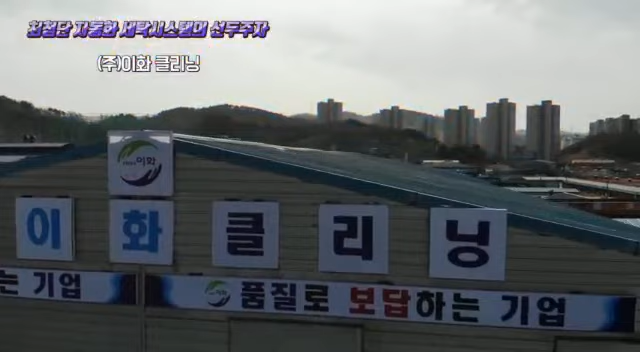 최첨단 자동화 세탁시스템의 선두주자
(주)이화 클리닝
이화
이화클리닝
는 기업
품질로 보답하는 기업